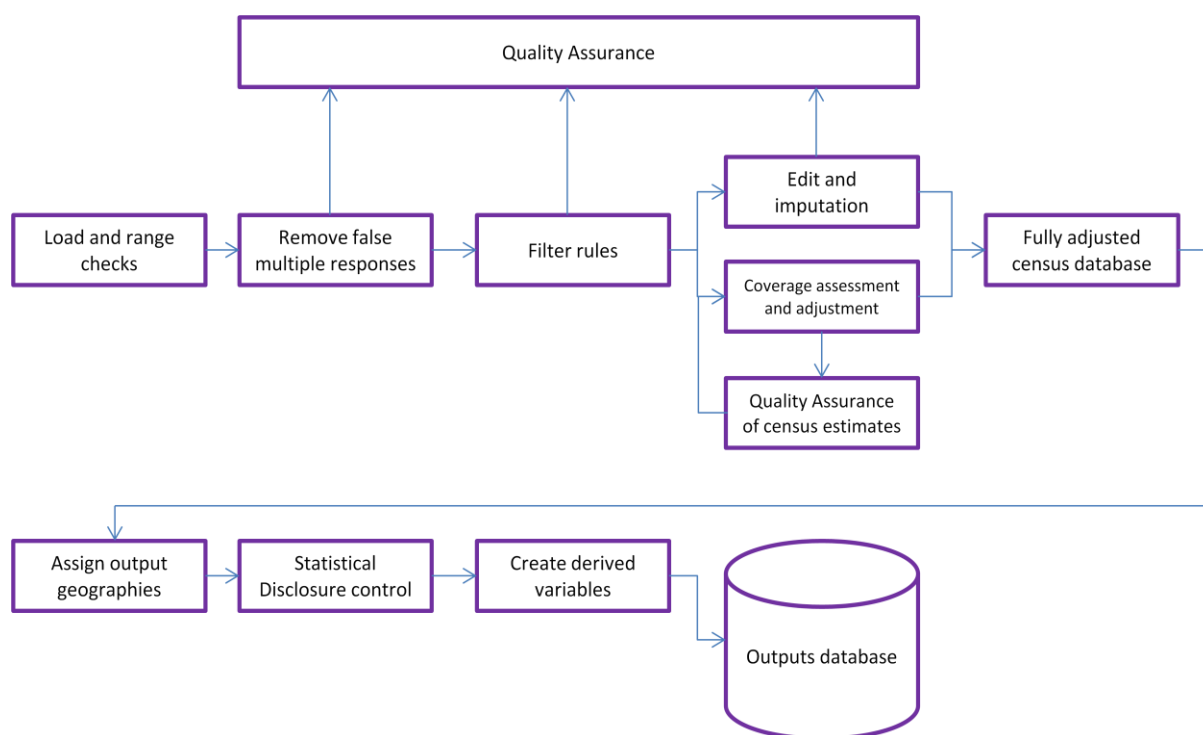 Quality Assurance
Edit and
imputation
Load and range
checks
Remove false
multiple responses
Filter rules
Fully adjusted
census database
Coverage assessment
and adjustment
Quality Assurance
of census estimates
Assign output
geographies
Statistical
Disclosure control
Create derived
variables
Outputs database